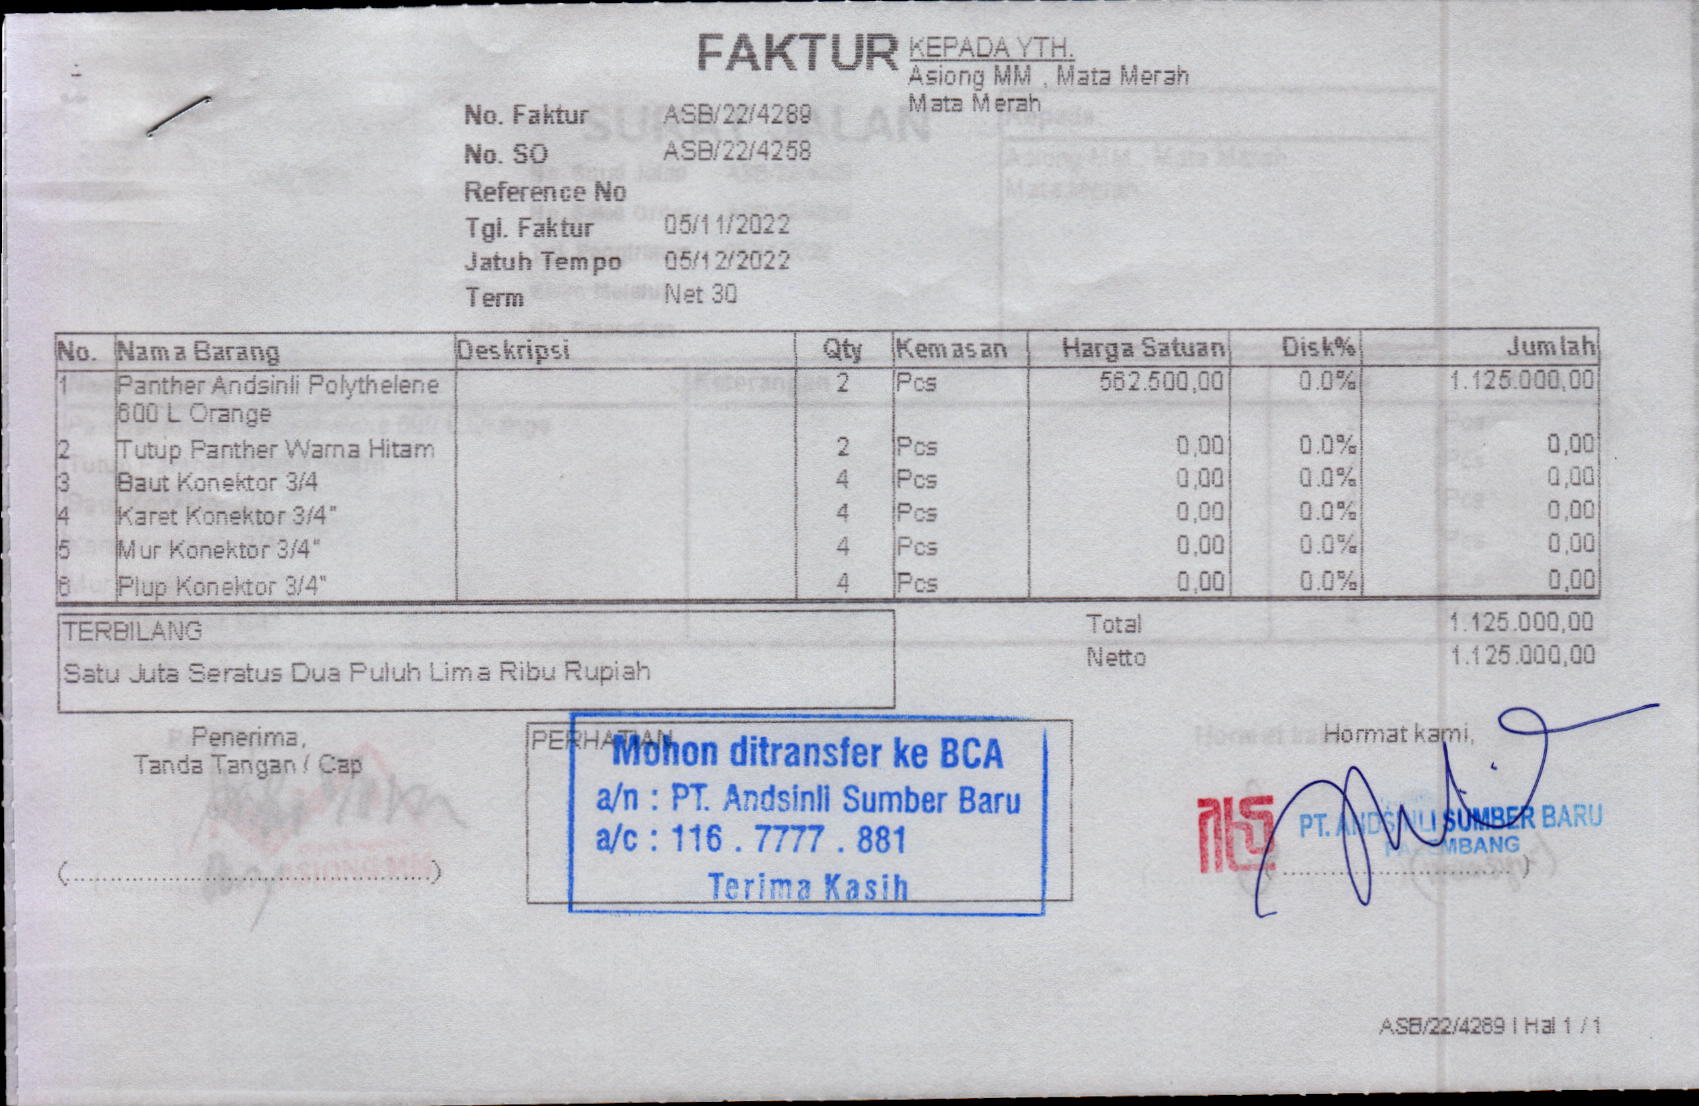 FAKTUR
KEPADA YTH.
Asiong MM , Mata Merah
Mata Merah
No. Faktur ASB/22/4289
No. SO ASB/22/4258
Reference No
Tgl. Faktur 05/11/2022
Jatuh Tempo 05/12/2022
Term Net 30
No. Nama Barang Deskripsi Qty Kemasan Harga Satuan Disk% Jumlah
1 Panther Andsinli Polythelene 2 Pcs 562.500,00 0.0% 1.125.000,00
600 L Orange
2 Tutup Panther Warna Hitam 2 Pcs 0,00 0.0% 0,00
3 Baut Konektor 3/4 4 Pcs 0,00 0.0% 0,00
4 Karet Konektor 3/4" 4 Pcs 0,00 0.0% 0,00
5 Mur Konektor 3/4" 4 Pcs 0,00 0.0% 0,00
6 Plup Konektor 3/4" 4 Pcs 0,00 0.0% 0,00
TERBILANG
Satu Juta Seratus Dua Puluh Lima Ribu Rupiah
Total 1.125.000,00
Netto 1.125.000,00
Penerima,
Tanda Tangan / Cap
(..............................................)
PERHATIAN
Mohon ditransfer ke BCA
a/n : PT. Andsinli Sumber Baru
a/c : 116 . 7777 . 881
Terima Kasih
Hormat kami,
PT. ANDSINLI SUMBER BARU
PALEMBANG
ASB/22/4289 | Hal 1 / 1